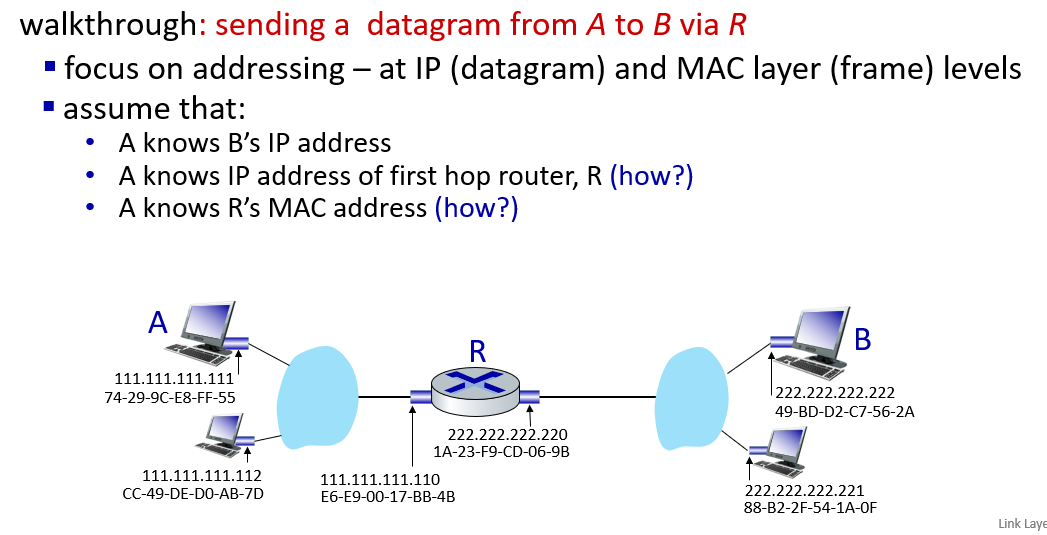 walkthrough: sending a datagram from A to B via R
▪ focus on addressing – at IP (datagram) and MAC layer (frame) levels
▪ assume that:
• A knows B’s IP address
• A knows IP address of first hop router, R (how?)
• A knows R’s MAC address (how?)
A
R
B
111.111.111.111
74-29-9C-E8-FF-55
222.222.222.222
49-BD-D2-C7-56-2A
222.222.222.220
1A-23-F9-CD-06-9B
111.111.111.112
CC-49-DE-D0-AB-7D
111.111.111.110
E6-E9-00-17-BB-4B
222.222.222.221
88-B2-2F-54-1A-0F
Link Laye